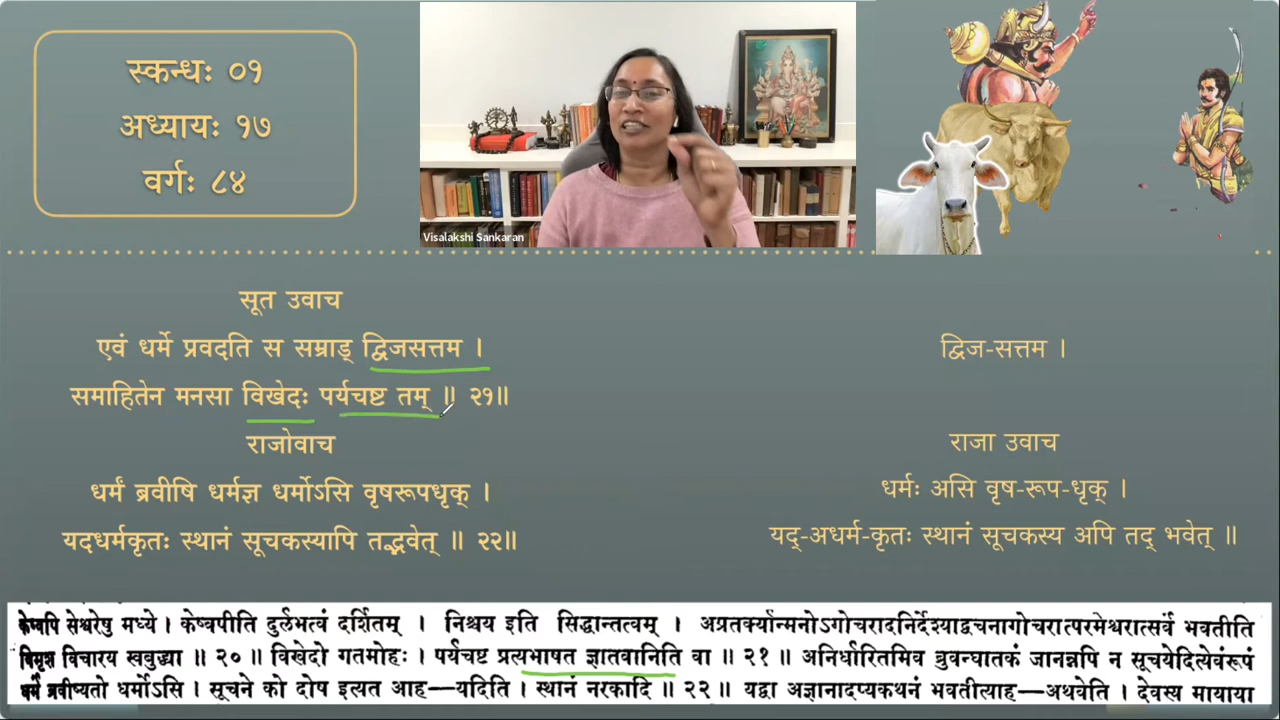 स्कन्धः ०१
अध्यायः १७
वर्गः ८४
Visalakshi Sankaran
सूत उवाच
एवं धर्मे प्रवदति स सम्राड् द्विजसत्तम ।
समाहितेन मनसा विखेदः पर्यचष्ट तम् ॥ २१॥
राजोवाच
धर्मं ब्रवीषि धर्मज्ञ धर्मोऽसि वृषरूपधृक् ।
यदधर्मकृतः स्थानं सूचकस्यापि तद्भवेत् ॥ २२॥
द्विज-सत्तम ।
राजा उवाच
धर्मः असि वृष-रूप-धृक् ।
यद्-अधर्म-कृतः स्थानं सूचकस्य अपि तद् भवेत् ॥
केष्वपि सेश्वरेषु मध्ये । केष्वपीति दुर्लभत्वं दर्शितम् । निश्चय इति सिद्धान्तत्वम् । अप्रतर्क्यान्मनोऽगोचरादनिर्देश्याद्वचनागोचरात्परमेश्वरात्सर्वं भवतीति
विमृश विचारय स्वबुद्ध्या ॥ २० ॥ विखेदो गतमोहः । पर्यचष्ट प्रत्यभाषत ज्ञातवानिति वा ॥ २१ ॥ अनिर्धारितमिव ब्रुवन्घातकं जानन्नपि न सूचयेदित्येवंरूपं
धर्मं ब्रवीष्यतो धर्मोऽसि । सूचने को दोष इत्यत आह—यदिति । स्थानं नरकादि ॥ २२ ॥ यद्वा अज्ञानादप्यकथनं भवतीत्याह—अथवेति । देवस्य मायाया